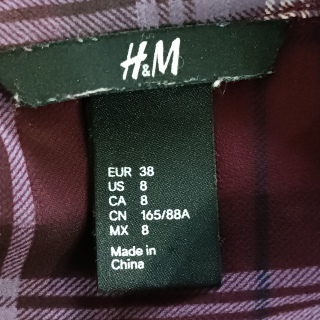 H&M
EUR 38
US 8
CA 8
CN 165/88A
MX 8
Made in
China